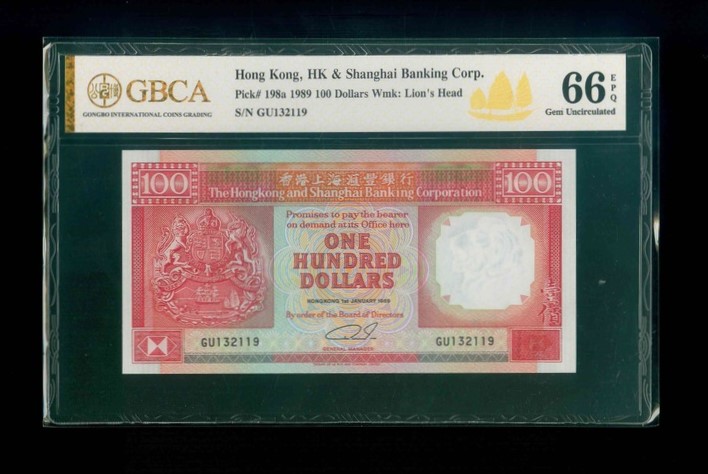 GBCA
GONGBO INTERNATIONAL COINS GRADING
Hong Kong, HK & Shanghai Banking Corp.
Pick# 198a 1989 100 Dollars Wmk: Lion's Head
S/N GU132119
66 EPQ
Gem Uncirculated
100 香港上海滙豐銀行 100
The Hongkong and Shanghai Banking Corporation
Promises to pay the bearer
on demand at its Office here
ONE
HUNDRED
DOLLARS
HONGKONG 1st JANUARY 1989
By order of the Board of Directors
GU132119 GU132119
GENERAL MANAGER